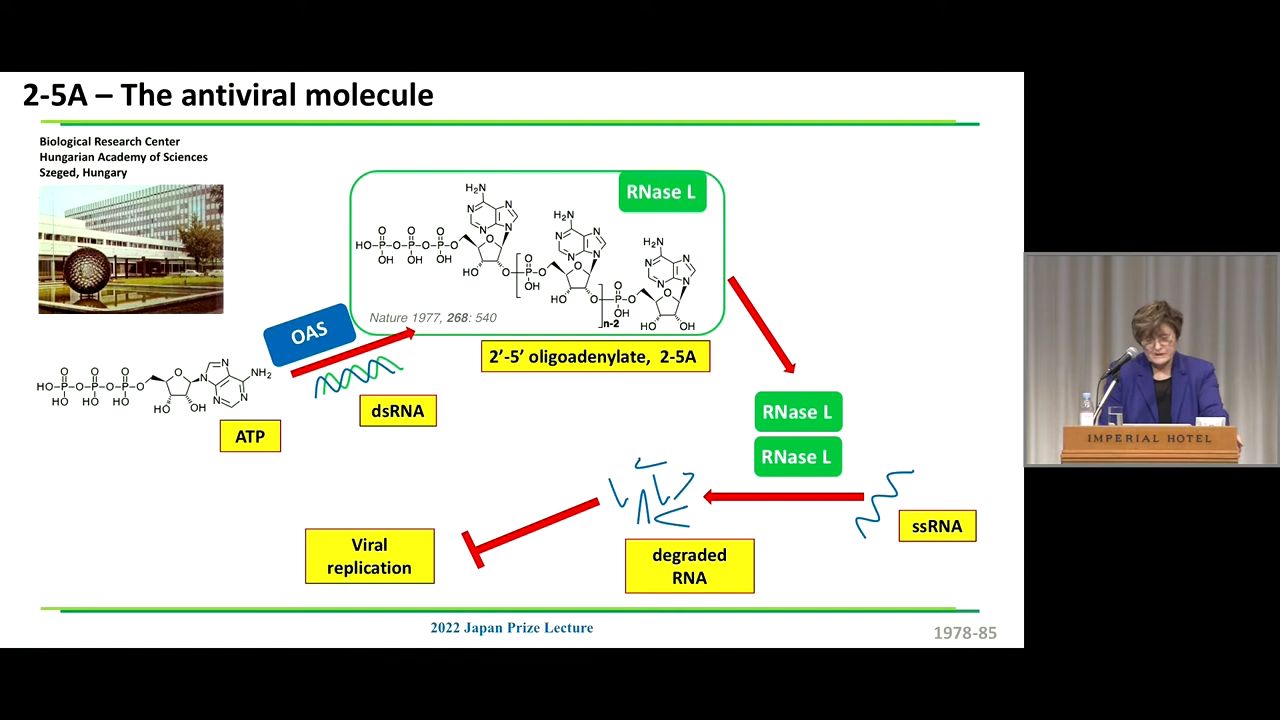 2-5A – The antiviral molecule
Biological Research Center
Hungarian Academy of Sciences
Szeged, Hungary
RNase L
Nature 1977, 268: 540
OAS
2’-5’ oligoadenylate, 2-5A
dsRNA
ATP
RNase L
RNase L
ssRNA
degraded
RNA
Viral
replication
2022 Japan Prize Lecture
1978-85
IMPERIAL HOTEL
NH₂
N
N
N
N
O
O
O
O
HO-P-O-P-O-P-O
HO
HO
HO
HO
OH
H₂N
N
N
N
N
O
O
O
O
HO-P-O-P-O-P-O
OH
OH
OH
HO
O
H₂N
N
N
N
N
O
P-O
OH
O
HO
O
n-2
H₂N
N
N
N
N
O
P-O
OH
O
HO
OH